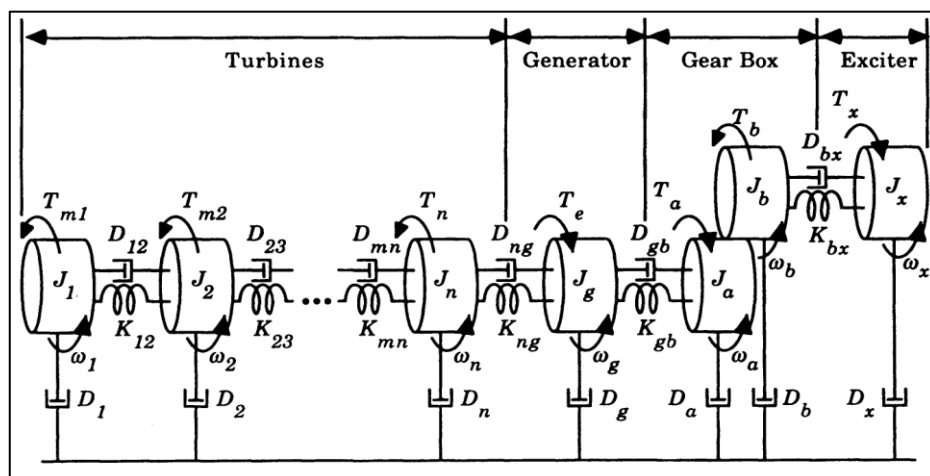 Turbines Generator Gear Box Exciter
T_b T_x
D_bx
J_b J_x
T_m1 T_m2 T_n T_e T_a
D_12 D_23 D_mn D_ng D_gb K_bx
ω_b ω_x
J_1 J_2 ... J_n J_g J_a
K_12 K_23 K_mn K_ng K_gb
ω_1 ω_2 ω_n ω_g ω_a
D_1 D_2 D_n D_g D_a D_b D_x